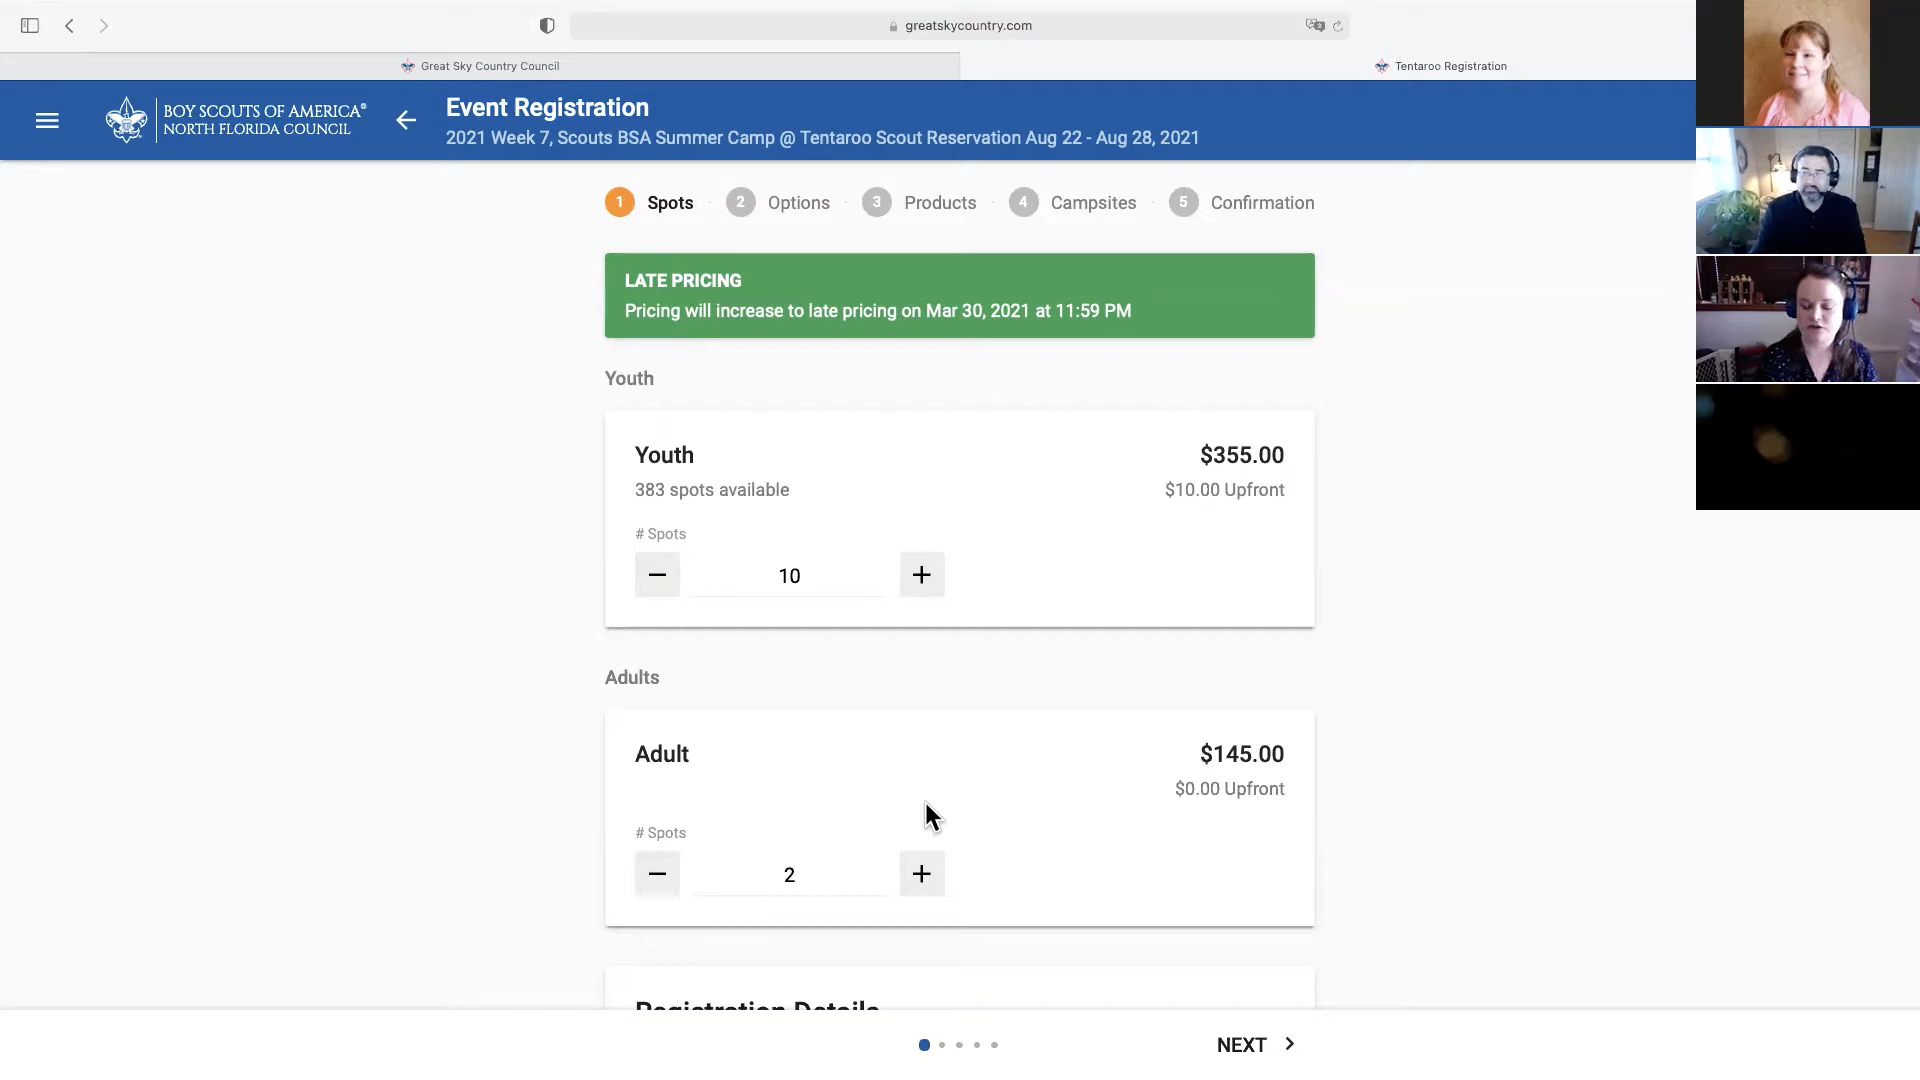 greatskycountry.com
Great Sky Country Council
Tentaroo Registration
BOY SCOUTS OF AMERICA®
NORTH FLORIDA COUNCIL
Event Registration
2021 Week 7, Scouts BSA Summer Camp @ Tentaroo Scout Reservation Aug 22 - Aug 28, 2021
1 Spots 2 Options 3 Products 4 Campsites 5 Confirmation
LATE PRICING
Pricing will increase to late pricing on Mar 30, 2021 at 11:59 PM
Youth
Youth $355.00
383 spots available $10.00 Upfront
# Spots
− 10 +
Adults
Adult $145.00
$0.00 Upfront
# Spots
− 2 +
Registration Details
NEXT